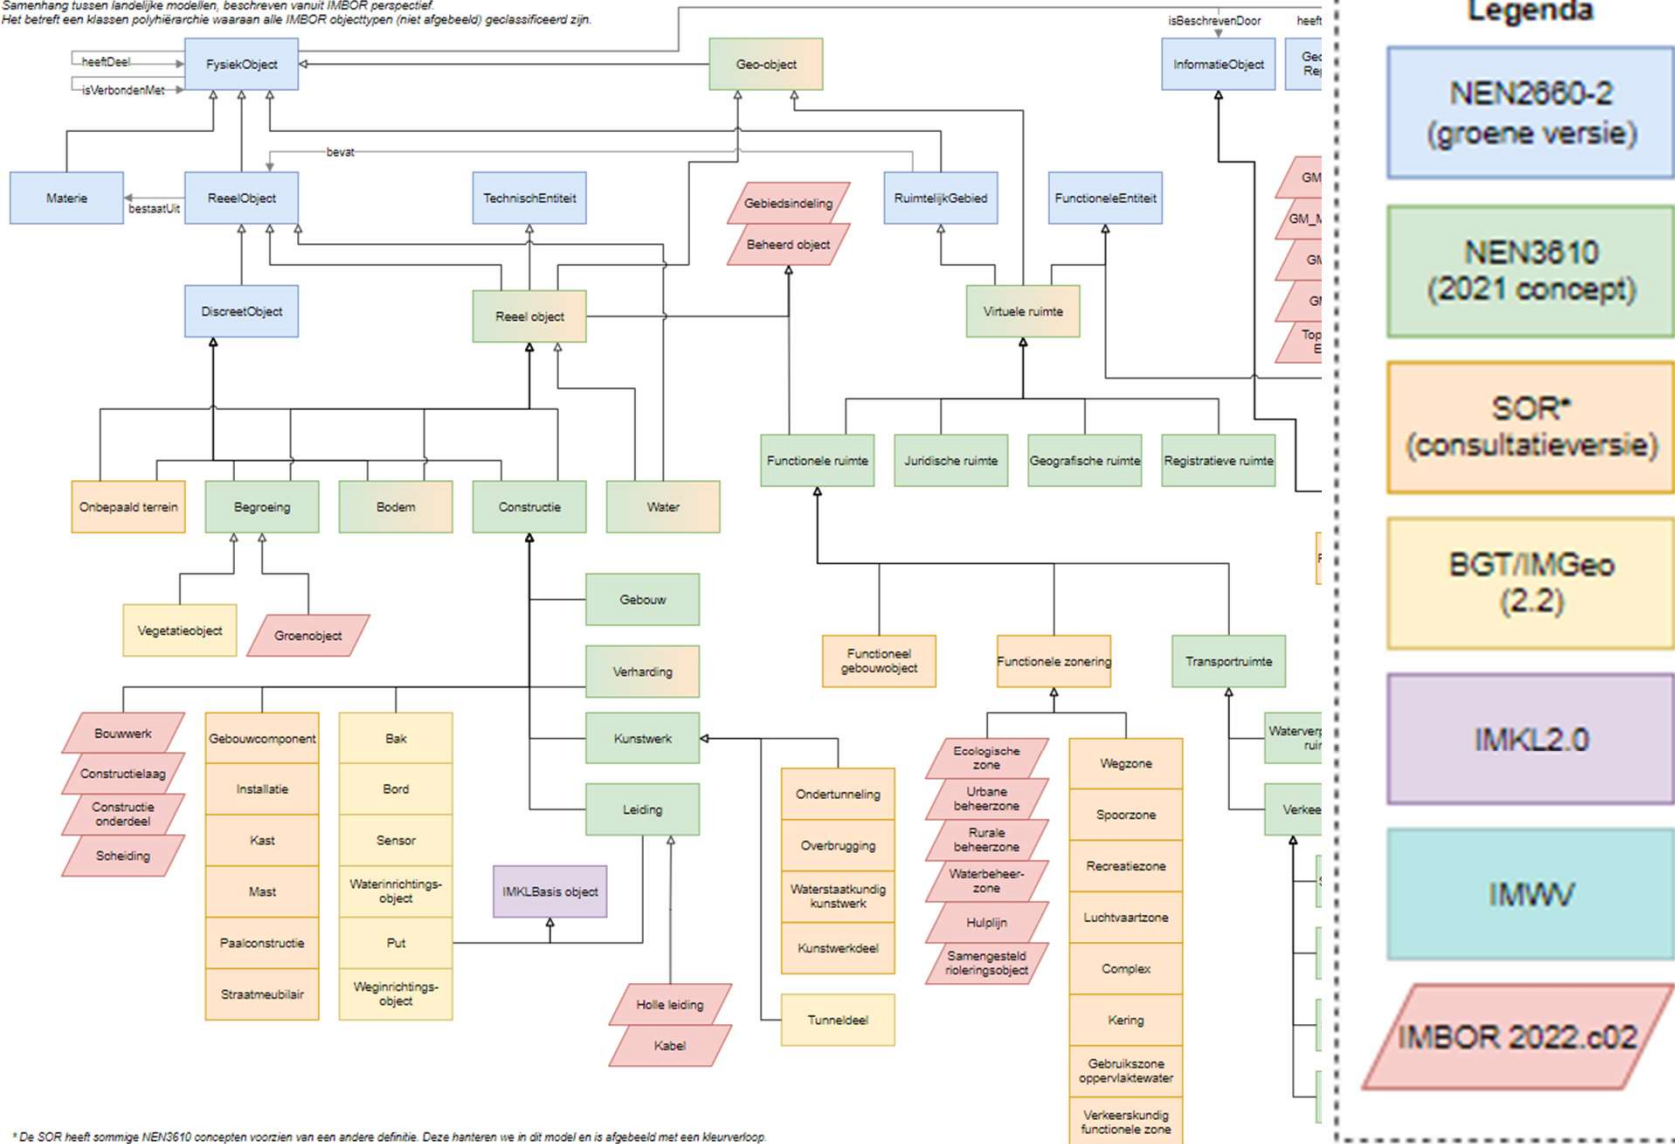 Samenhang tussen landelijke modellen, beschreven vanuit IMBOR perspectief.
Het betreft een klassen polyhiërarchie waaraan alle IMBOR objecttypen (niet afgebeeld) geclassificeerd zijn.
isBeschrevenDoor
heeft
heeftDeel
isVerbondenMet
FysiekObject
Geo-object
InformatieObject
bevat
Materie
bestaatUit
ReeelObject
TechnischEntiteit
Gebiedsindeling
Beheerd object
RuimtelijkGebied
FunctioneleEntiteit
DiscreetObject
Reeel object
Virtuele ruimte
Functionele ruimte
Juridische ruimte
Geografische ruimte
Registratieve ruimte
Onbepaald terrein
Begroeing
Bodem
Constructie
Water
Vegetatieobject
Groenobject
Gebouw
Verharding
Kunstwerk
Leiding
Functioneel
gebouwobject
Functionele zonering
Transportruimte
Bouwwerk
Constructielaag
Constructie
onderdeel
Scheiding
Gebouwcomponent
Installatie
Kast
Mast
Paalconstructie
Straatmeubilair
Bak
Bord
Sensor
Waterinrichtings-
object
Put
Weginrichtings-
object
IMKLBasis object
Holle leiding
Kabel
Ondertunneling
Overbrugging
Waterstaatkundig
kunstwerk
Kunstwerkdeel
Tunneldeel
Ecologische
zone
Urbane
beheerzone
Rurale
beheerzone
Waterbeheer-
zone
Hulplijn
Samengesteld
rioleringsobject
Wegzone
Spoorzone
Recreatiezone
Luchtvaartzone
Complex
Kering
Gebruikszone
oppervlaktewater
Verkeerskundig
functionele zone
* De SOR heeft sommige NEN3610 concepten voorzien van een andere definitie. Deze hanteren we in dit model en is afgebeeld met een kleurverloop.
Legenda
NEN2660-2
(groene versie)
NEN3610
(2021 concept)
SOR*
(consultatieversie)
BGT/IMGeo
(2.2)
IMKL2.0
IMWV
IMBOR 2022.c02